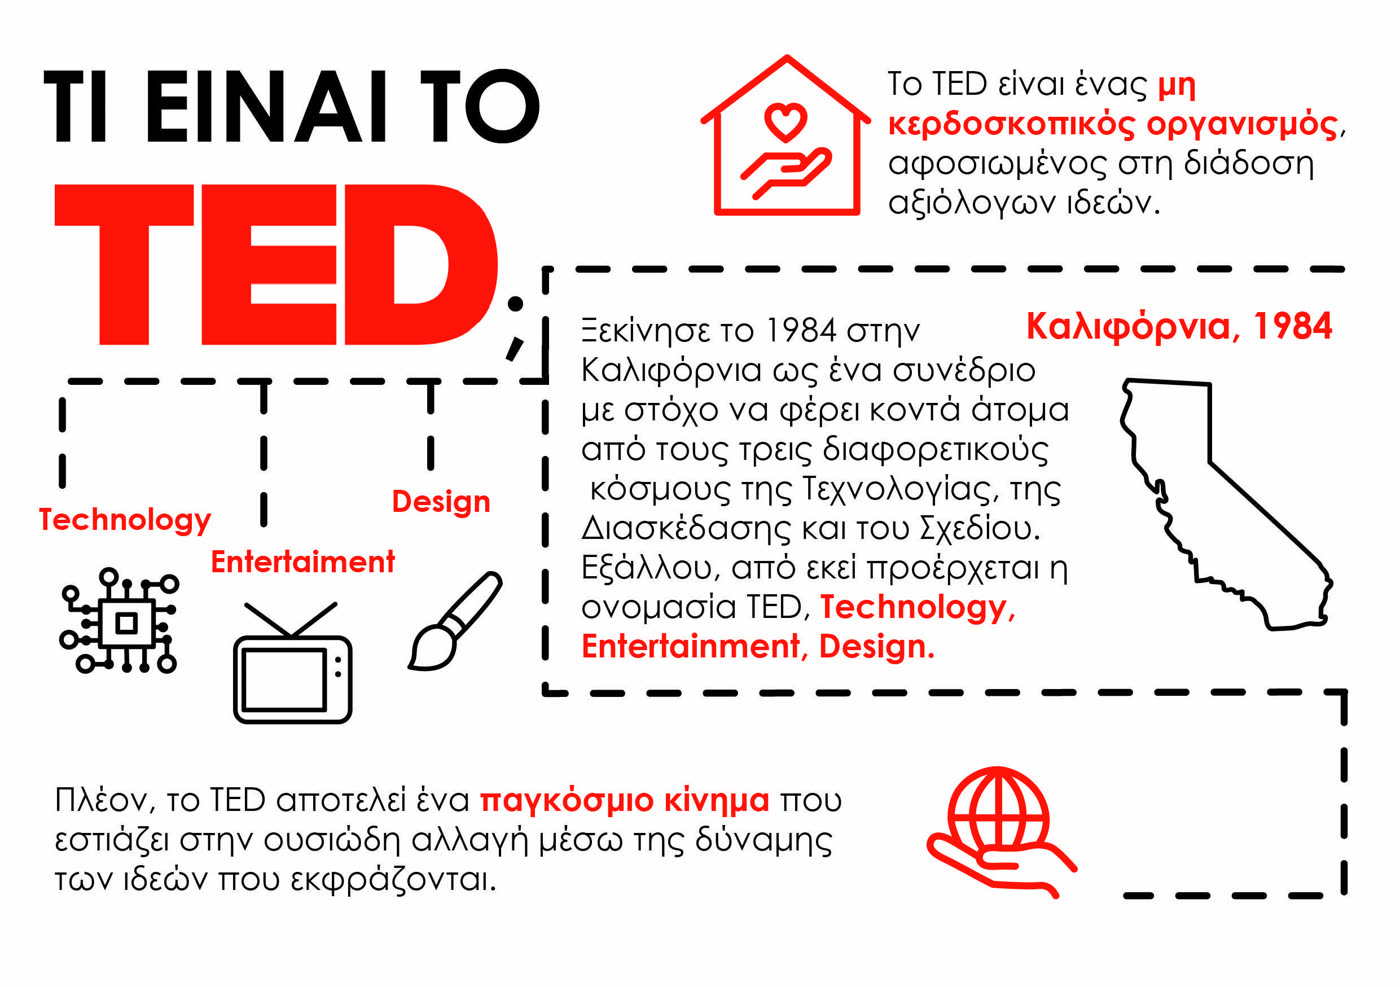 ΤΙ ΕΙΝΑΙ ΤΟ
TED;
Το TED είναι ένας μη
κερδοσκοπικός οργανισμός,
αφοσιωμένος στη διάδοση
αξιόλογων ιδεών.
Technology
Entertaiment
Design
Καλιφόρνια, 1984
Ξεκίνησε το 1984 στην
Καλιφόρνια ως ένα συνέδριο
με στόχο να φέρει κοντά άτομα
από τους τρεις διαφορετικούς
κόσμους της Τεχνολογίας, της
Διασκέδασης και του Σχεδίου.
Εξάλλου, από εκεί προέρχεται η
ονομασία TED, Technology,
Entertainment, Design.
Πλέον, το TED αποτελεί ένα παγκόσμιο κίνημα που
εστιάζει στην ουσιώδη αλλαγή μέσω της δύναμης
των ιδεών που εκφράζονται.